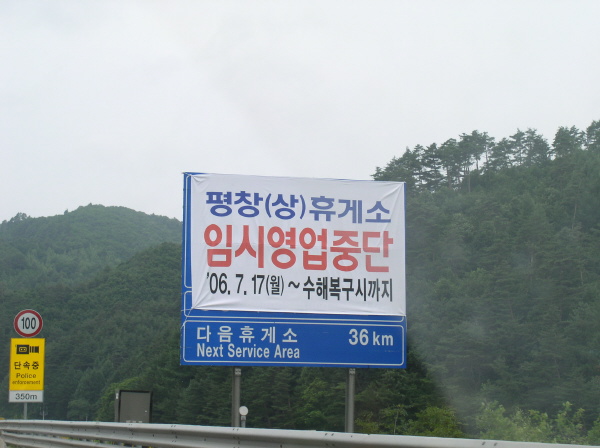 평창(상)휴게소
임시영업중단
'06. 7. 17(월) ~ 수해복구시까지
다음휴게소 36 km
Next Service Area
100
단속중
Police
enforcement
350m